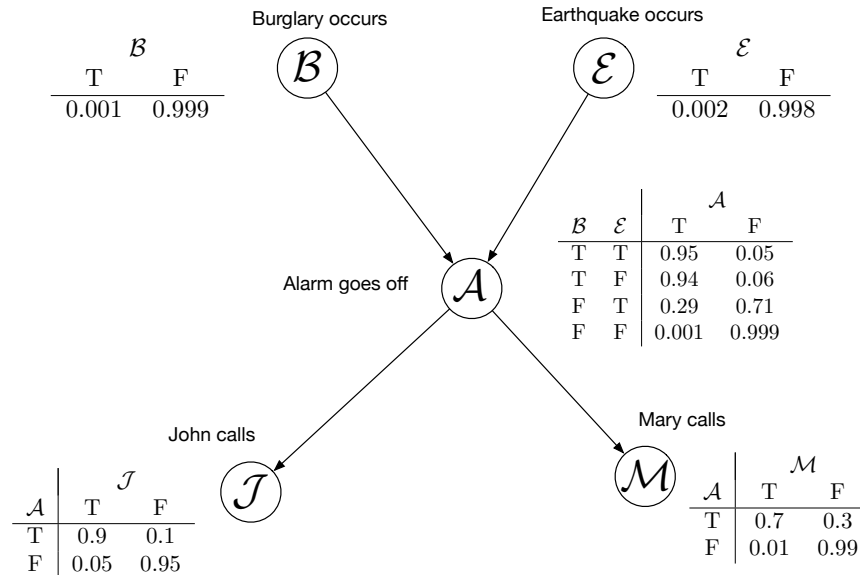 Burglary occurs
Earthquake occurs
ℬ
T F
0.001 0.999
ℬ
ℰ
ℰ
T F
0.002 0.998
𝒜
ℬ ℰ T F
T T 0.95 0.05
T F 0.94 0.06
F T 0.29 0.71
F F 0.001 0.999
Alarm goes off
𝒜
John calls
Mary calls
𝒥
𝒜 T F
T 0.9 0.1
F 0.05 0.95
𝒥
ℳ
ℳ
𝒜 T F
T 0.7 0.3
F 0.01 0.99